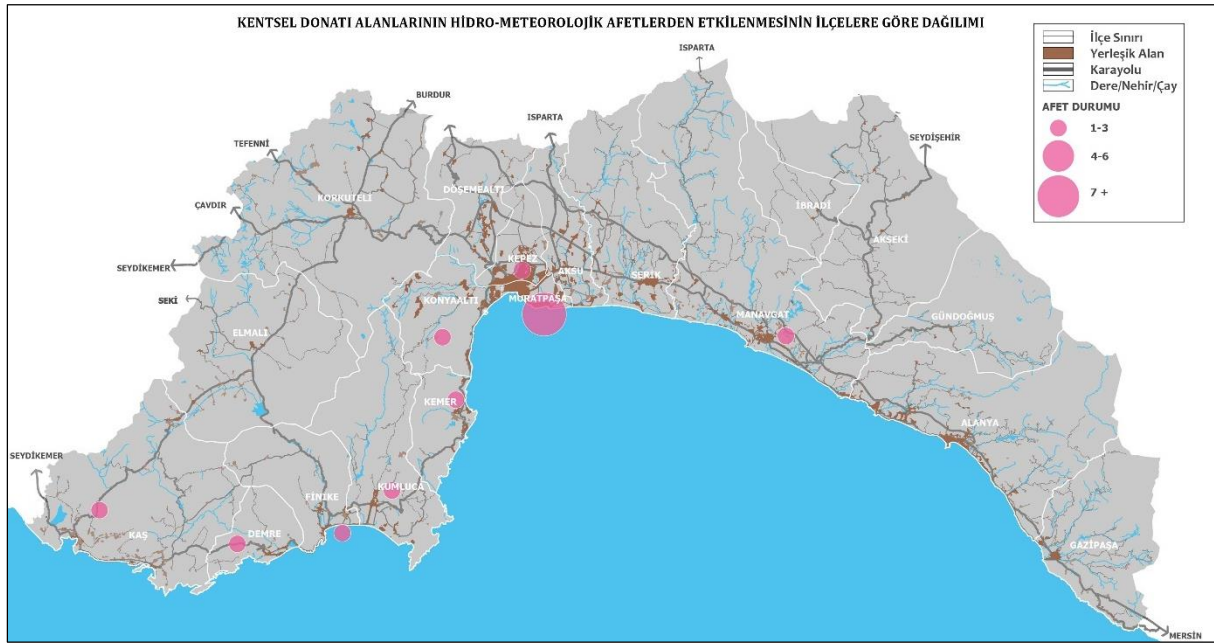 KENTSEL DONATI ALANLARININ HİDRO-METEOROLOJİK AFETLERDEN ETKİLENMESİNİN İLÇELERE GÖRE DAĞILIMI
İlçe Sınırı
Yerleşik Alan
Karayolu
Dere/Nehir/Çay
AFET DURUMU
1-3
4-6
7 +
ISPARTA
BURDUR
ISPARTA
TEFENNİ
SEYDİŞEHİR
DÖŞEMEALTI
KORKUTELİ
ÇAVDIR
İBRADI
AKSEKİ
SEYDİKEMER
KEPEZ
AKSU
SERİK
SEKİ
KONYAALTI
MURATPAŞA
MANAVGAT
GÜNDOĞMUŞ
ELMALI
KEMER
ALANYA
SEYDİKEMER
KUMLUCA
FİNİKE
KAŞ
DEMRE
GAZİPAŞA
MERSİN